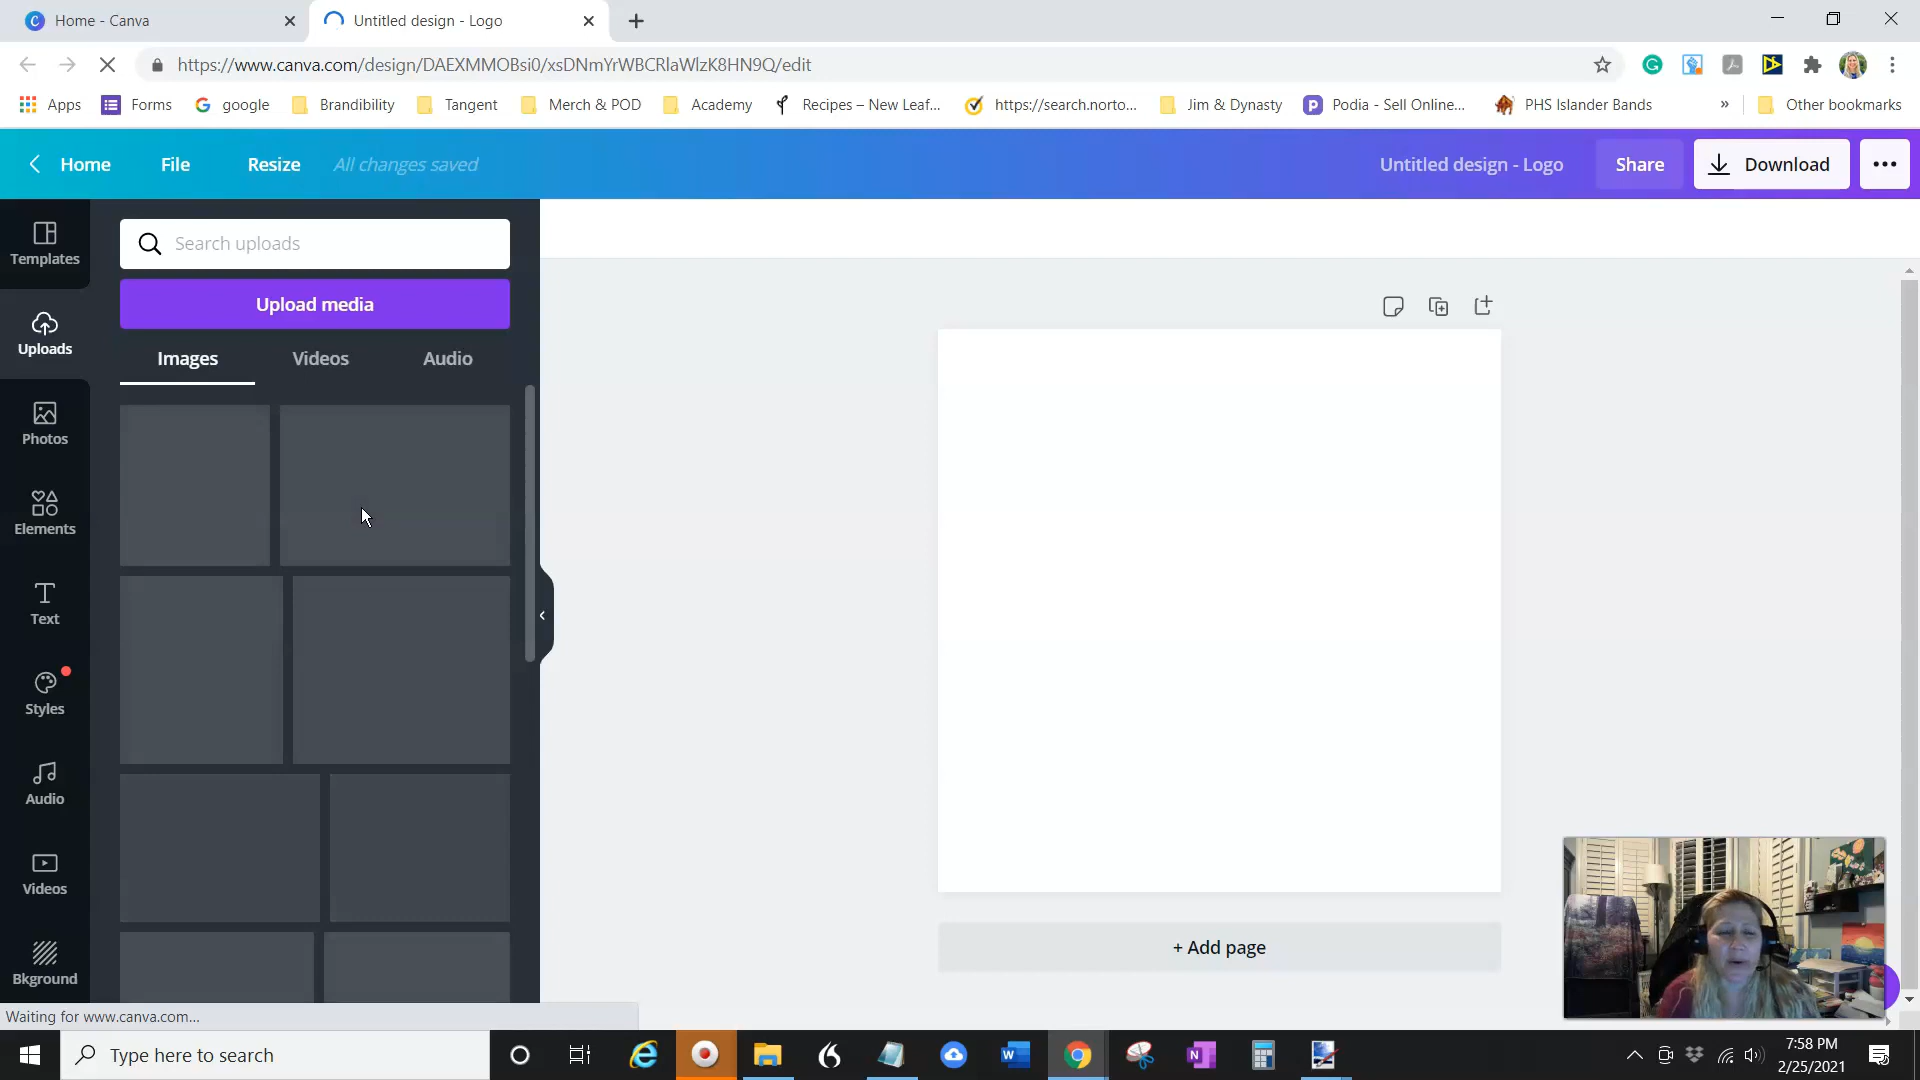 Home - Canva
Untitled design - Logo
https://www.canva.com/design/DAEXMMOBsi0/xsDNmYrWBCRlaWlzK8HN9Q/edit
Apps
Forms
google
Brandibility
Tangent
Merch & POD
Academy
Recipes – New Leaf...
https://search.norto...
Jim & Dynasty
Podia - Sell Online...
PHS Islander Bands
»
Other bookmarks
Home
File
Resize
All changes saved
Untitled design - Logo
Share
Download
Templates
Uploads
Photos
Elements
Text
Styles
Audio
Videos
Bkground
Search uploads
Upload media
Images
Videos
Audio
+ Add page
Waiting for www.canva.com...
Type here to search
7:58 PM
2/25/2021